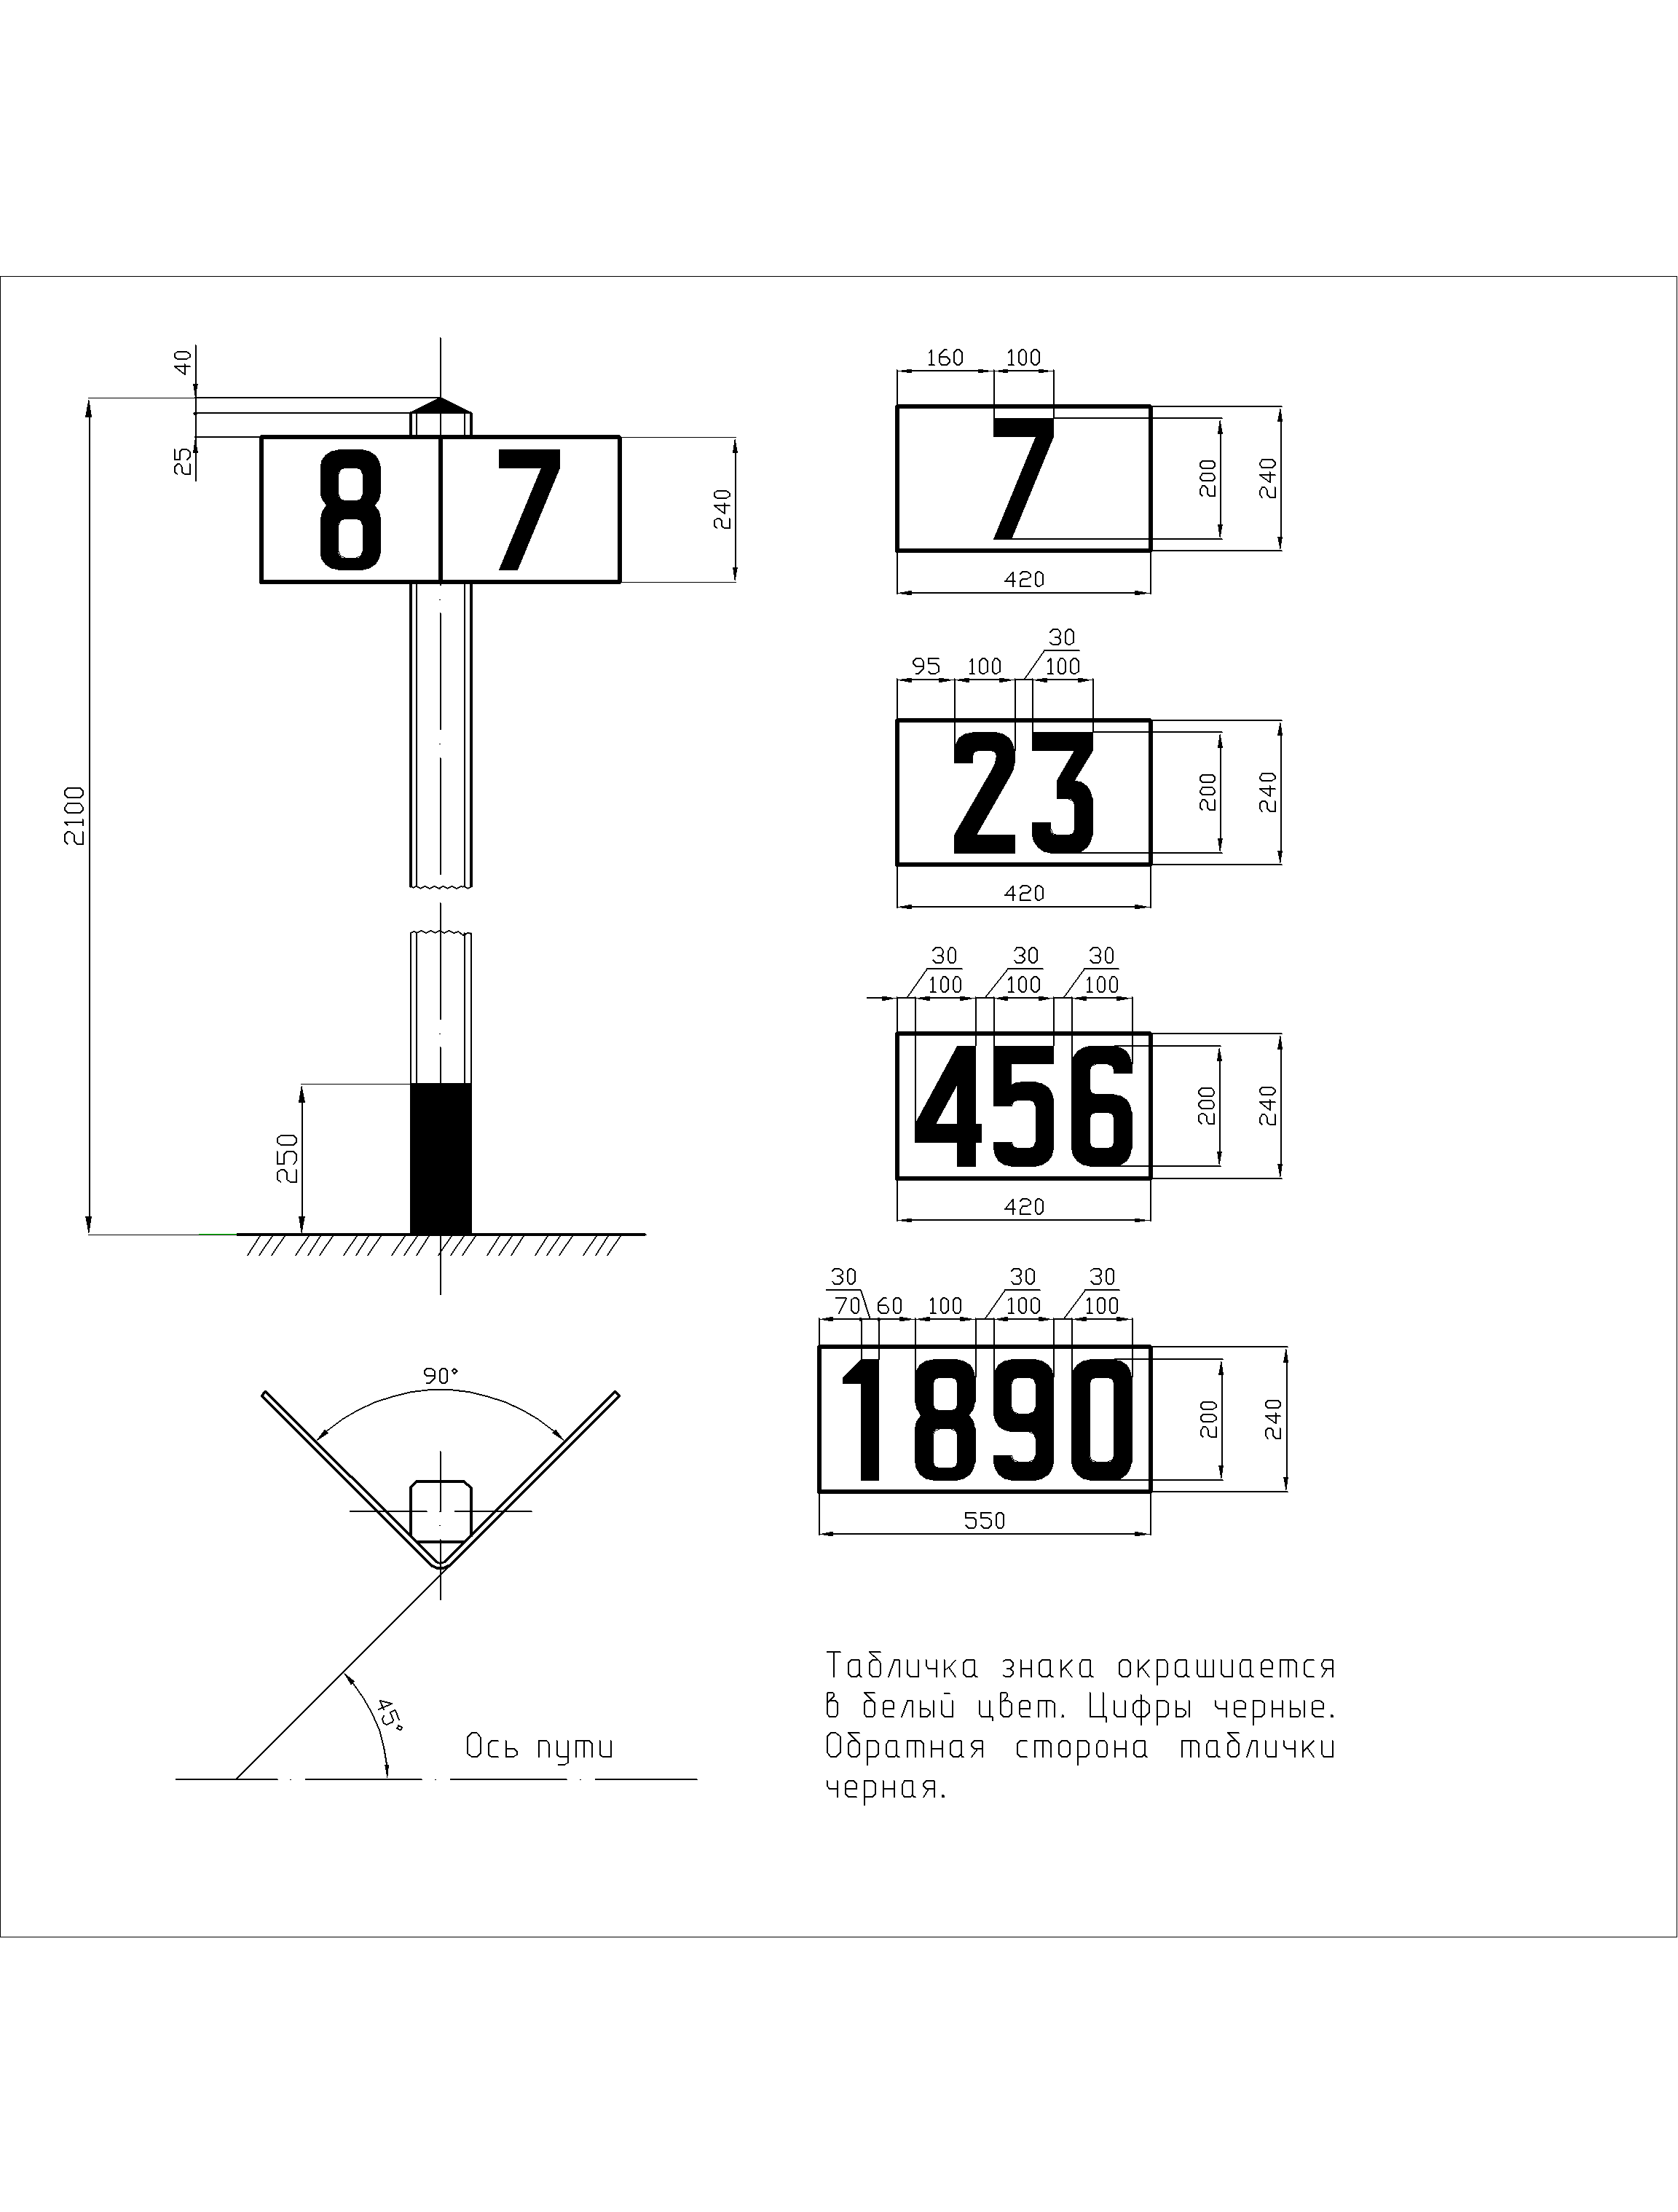 40
25
8 7
240
2100
250
90°
45°
Ось пути
160 100
7
200
240
420
30
95 100 100
23
200
240
420
30 30 30
100 100 100
456
200
240
420
30 30 30
70 60 100 100 100
1890
200
240
550
Табличка знака окрашиается
в белый цвет. Цифры черные.
Обратная сторона таблички
черная.